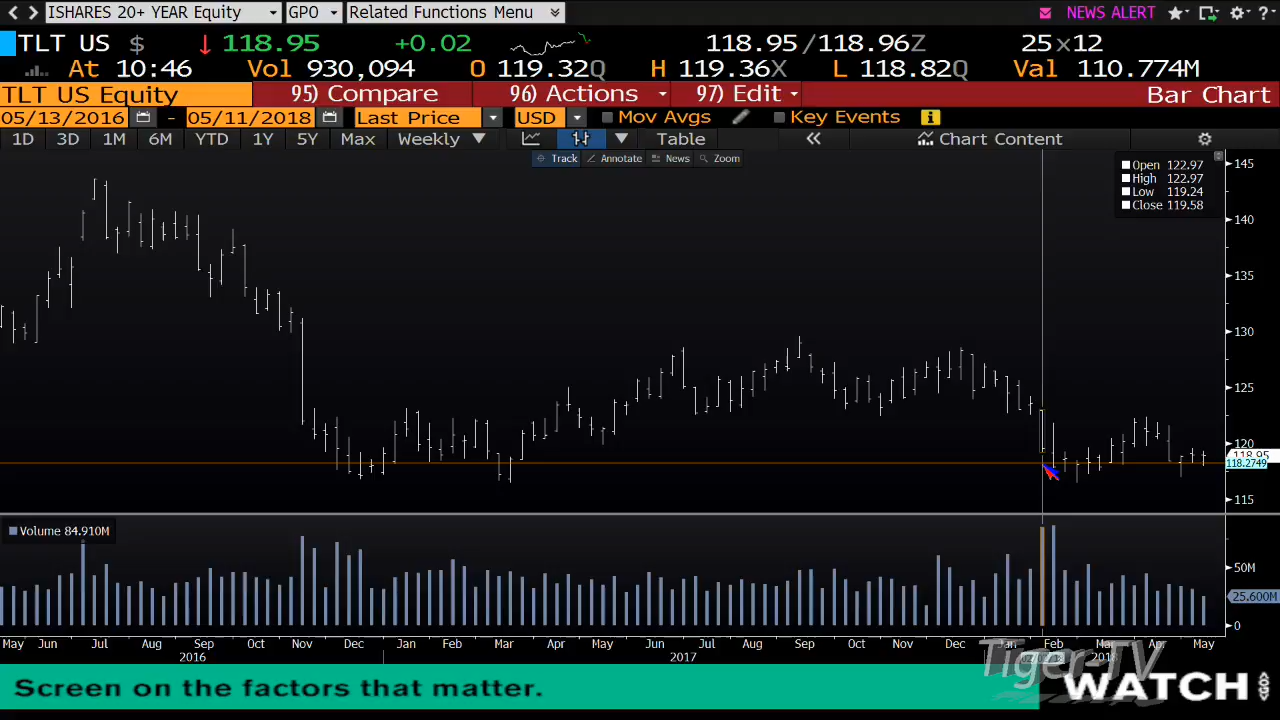 ISHARES 20+ YEAR Equity GPO Related Functions Menu NEWS ALERT ?
TLT US $ ↓ 118.95 +0.02 118.95/118.96Z 25x12
At 10:46 Vol 930,094 O 119.32Q H 119.36X L 118.82Q Val 110.774M
TLT US Equity 95) Compare 96) Actions 97) Edit Bar Chart
05/13/2016 - 05/11/2018 Last Price USD Mov Avgs Key Events i
1D 3D 1M 6M YTD 1Y 5Y Max Weekly Table « Chart Content
Track Annotate News Zoom
Open 122.97
High 122.97
Low 119.24
Close 119.58
145
140
135
130
125
120
118.95
118.2749
115
Volume 84.910M
50M
25.600M
0
May Jun Jul Aug Sep Oct Nov Dec Jan Feb Mar Apr May Jun Jul Aug Sep Oct Nov Dec Jan Feb Mar Apr May
2016 2017 2018
Tiger-TV
Screen on the factors that matter.
WATCH